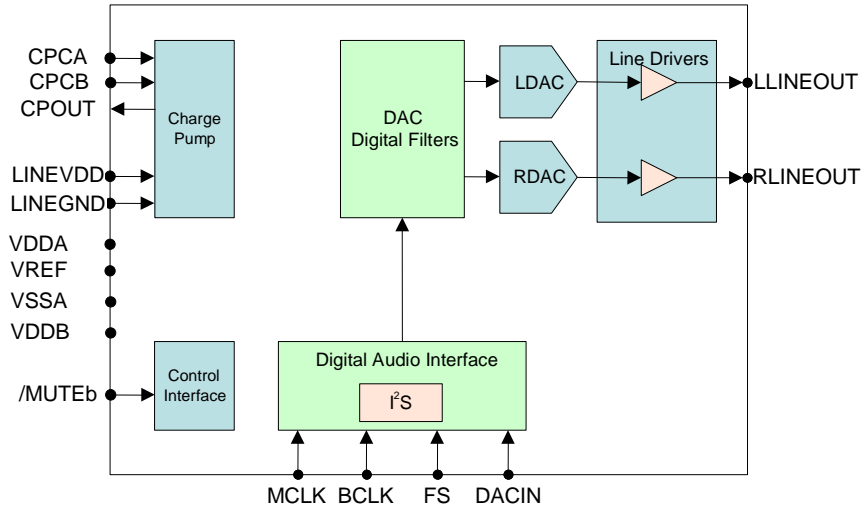 CPCA
CPCB
CPOUT
LINEVDD
LINEGND
VDDA
VREF
VSSA
VDDB
/MUTEb
Charge
Pump
Control
Interface
DAC
Digital Filters
LDAC
RDAC
Line Drivers
LLINEOUT
RLINEOUT
Digital Audio Interface
I²S
MCLK
BCLK
FS
DACIN